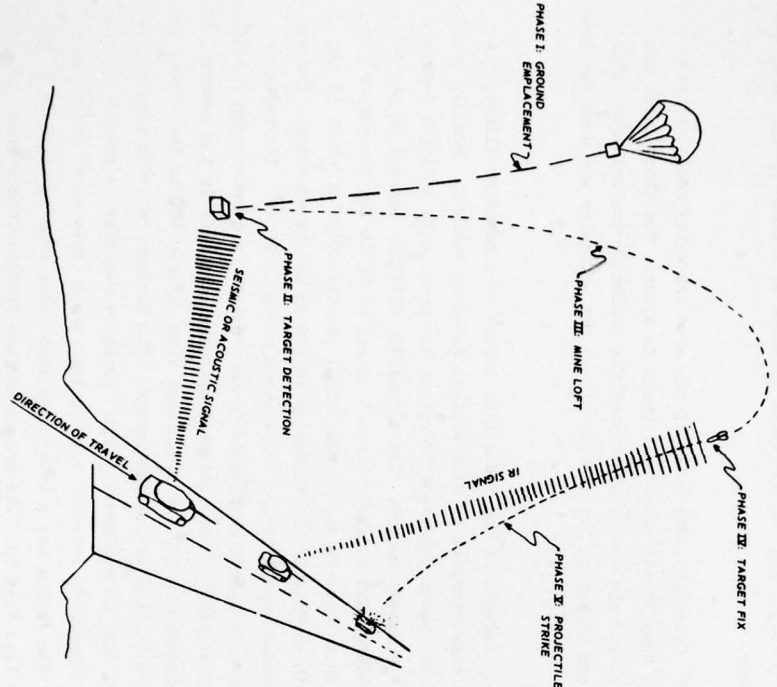 PHASE I: GROUND
EMPLACEMENT
PHASE II: TARGET DETECTION
SEISMIC OR ACOUSTIC SIGNAL
PHASE III: MINE LOFT
PHASE IV: TARGET FIX
IR SIGNAL
PHASE V: PROJECTILE
STRIKE
DIRECTION OF TRAVEL